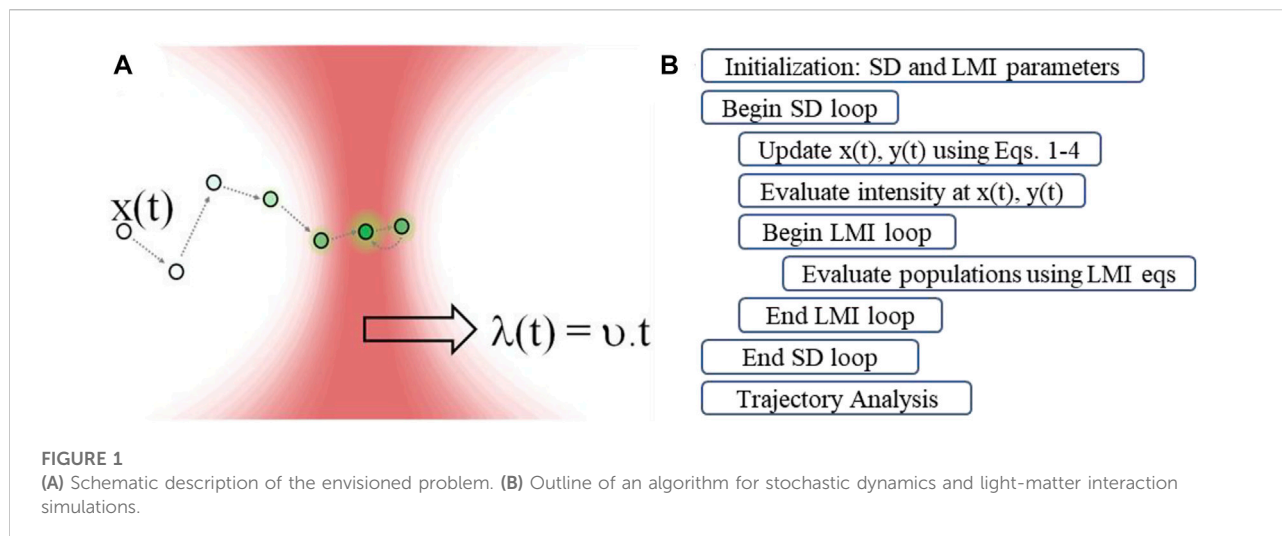 A
x(t)
λ(t) = υ.t
B
Initialization: SD and LMI parameters
Begin SD loop
Update x(t), y(t) using Eqs. 1-4
Evaluate intensity at x(t), y(t)
Begin LMI loop
Evaluate populations using LMI eqs
End LMI loop
End SD loop
Trajectory Analysis
FIGURE 1
(A) Schematic description of the envisioned problem. (B) Outline of an algorithm for stochastic dynamics and light-matter interaction
simulations.